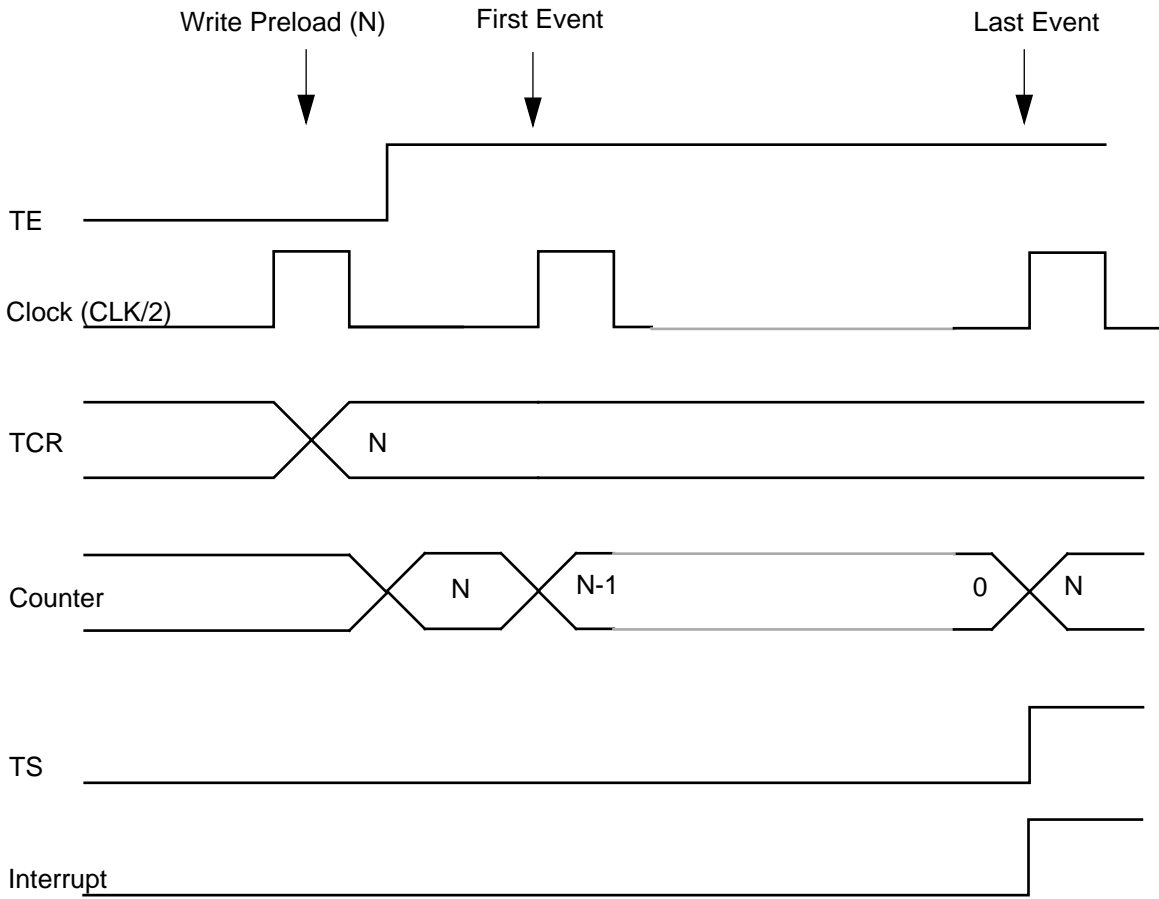 Write Preload (N) First Event Last Event
TE
Clock (CLK/2)
TCR N
Counter N N-1 0 N
TS
Interrupt